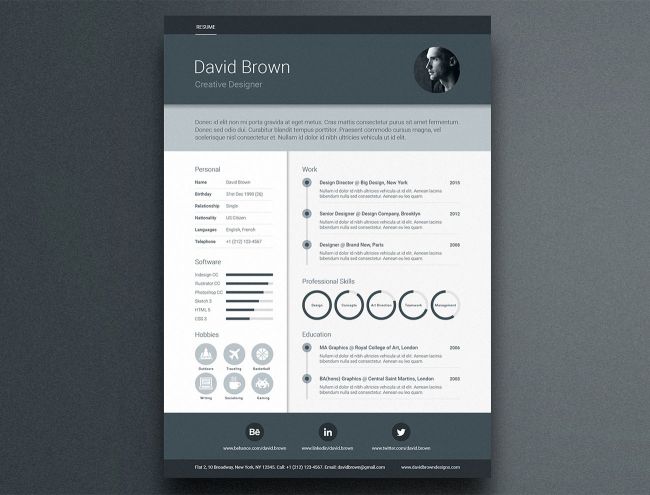 RESUME
David Brown
Creative Designer
Donec id elit non mi porta gravida at eget metus. Cras mattis consectetur purus sit amet fermentum.
Donec sed odio dui. Curabitur blandit tempus porttitor. Praesent commodo cursus magna, vel
scelerisque nisl consectetur et. Nullam id dolor id nibh ultricies vehicula ut id elit.
Personal
Name David Brown
Birthday 31st Dec 1990 (26)
Relationship Single
Nationality US Citizen
Languages English, French
Telephone +1 (212) 123-4567
Software
Indesign CC
Illustrator CC
Photoshop CC
Sketch 3
HTML 5
CSS 3
Hobbies
Outdoors Traveling Basketball
Writing Socialising Gaming
Work
Design Director @ Big Design, New York 2015
Nullam id dolor id nibh ultricies vehicula ut id elit. Aenean lacinia
bibendum nulla sed consectetur. Aenean eu leo quam.
Senior Designer @ Design Company, Brooklyn 2012
Nullam id dolor id nibh ultricies vehicula ut id elit. Aenean lacinia
bibendum nulla sed consectetur. Aenean eu leo quam.
Designer @ Brand New, Paris 2008
Nullam id dolor id nibh ultricies vehicula ut id elit. Aenean lacinia
bibendum nulla sed consectetur. Aenean eu leo quam.
Professional Skills
Design Concepts Art Direction Teamwork Management
Education
MA Graphics @ Royal College of Art, London 2006
Nullam id dolor id nibh ultricies vehicula ut id elit. Aenean lacinia
bibendum nulla sed consectetur. Aenean eu leo quam.
BA(hons) Graphics @ Central Saint Martins, London 2003
Nullam id dolor id nibh ultricies vehicula ut id elit. Aenean lacinia
bibendum nulla sed consectetur. Aenean eu leo quam.
Bē in
www.behance.com/david.brown www.linkedin/david.brown www.twitter.com/david.brown
Flat 2, 10 Broadway, New York, NY 12345. Call: +1 (212) 123-4567. Email: davidbrown@gmail.com www.davidbrowndesigns.com